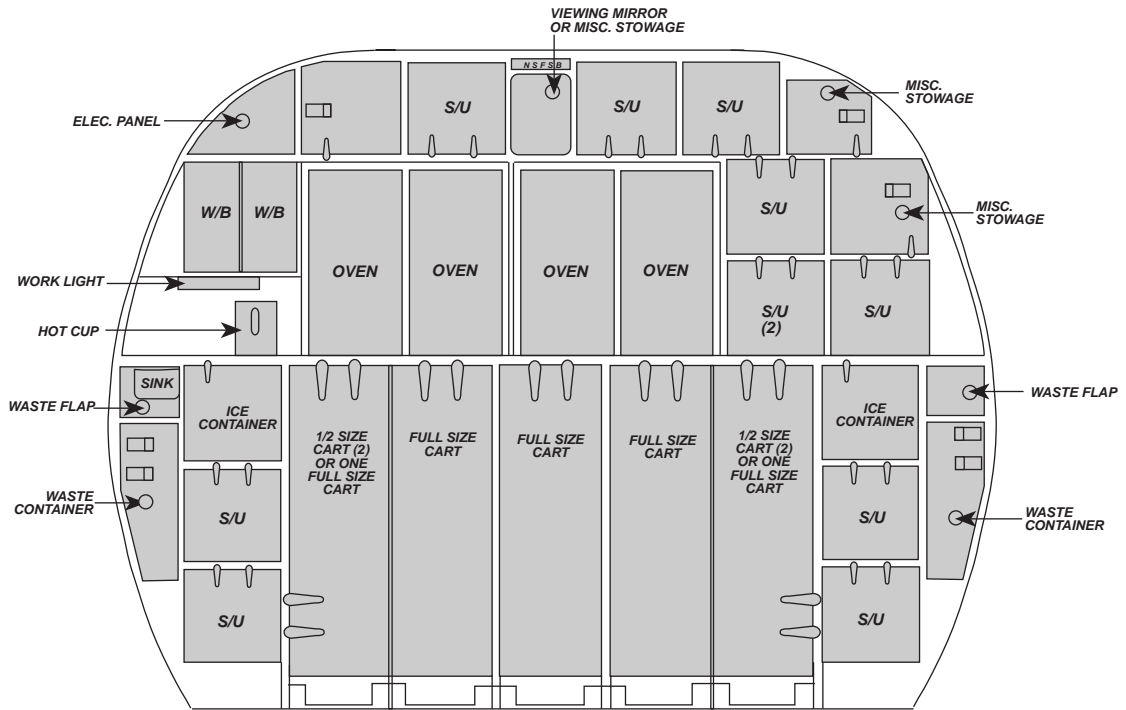 VIEWING MIRROR
OR MISC. STOWAGE
N S F S B
MISC.
STOWAGE
ELEC. PANEL
S/U
S/U
S/U
W/B
W/B
S/U
MISC.
STOWAGE
OVEN
OVEN
OVEN
OVEN
WORK LIGHT
S/U
(2)
S/U
HOT CUP
SINK
WASTE FLAP
WASTE FLAP
ICE
CONTAINER
1/2 SIZE
CART (2)
OR ONE
FULL SIZE
CART
FULL SIZE
CART
FULL SIZE
CART
FULL SIZE
CART
1/2 SIZE
CART (2)
OR ONE
FULL SIZE
CART
ICE
CONTAINER
WASTE
CONTAINER
S/U
S/U
WASTE
CONTAINER
S/U
S/U